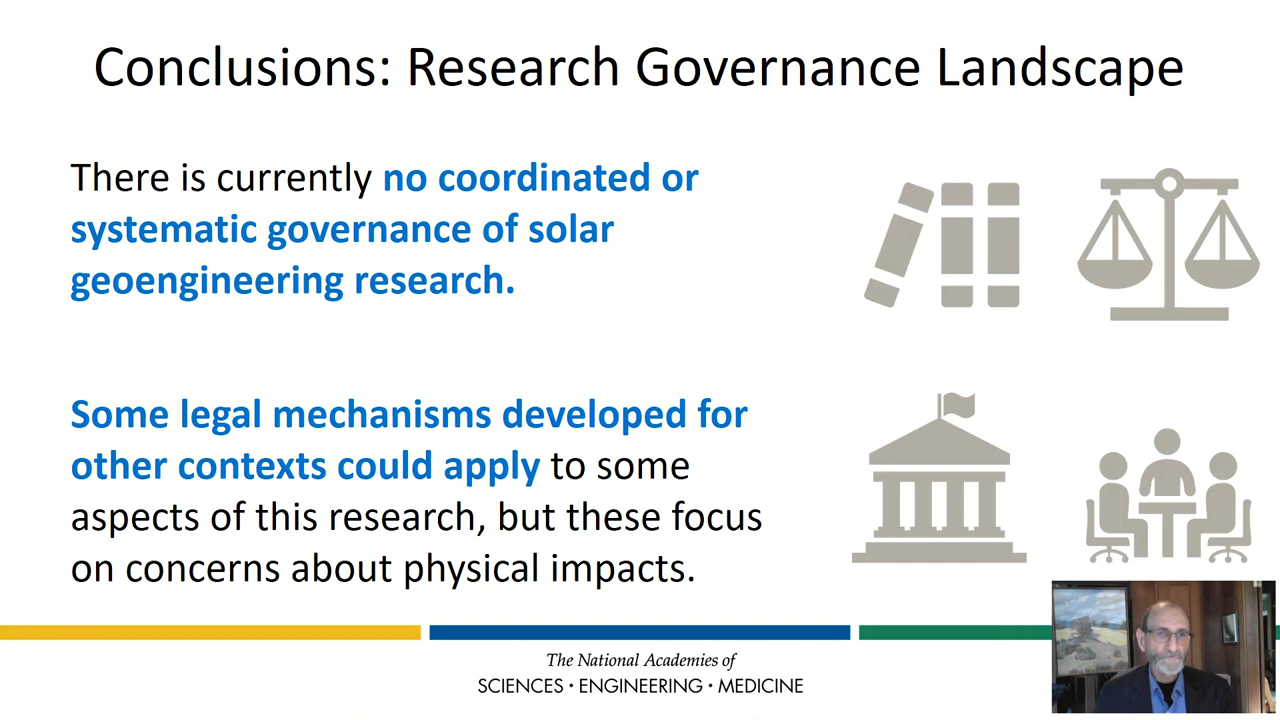 Conclusions: Research Governance Landscape
There is currently no coordinated or
systematic governance of solar
geoengineering research.
Some legal mechanisms developed for
other contexts could apply to some
aspects of this research, but these focus
on concerns about physical impacts.
The National Academies of
SCIENCES · ENGINEERING · MEDICINE